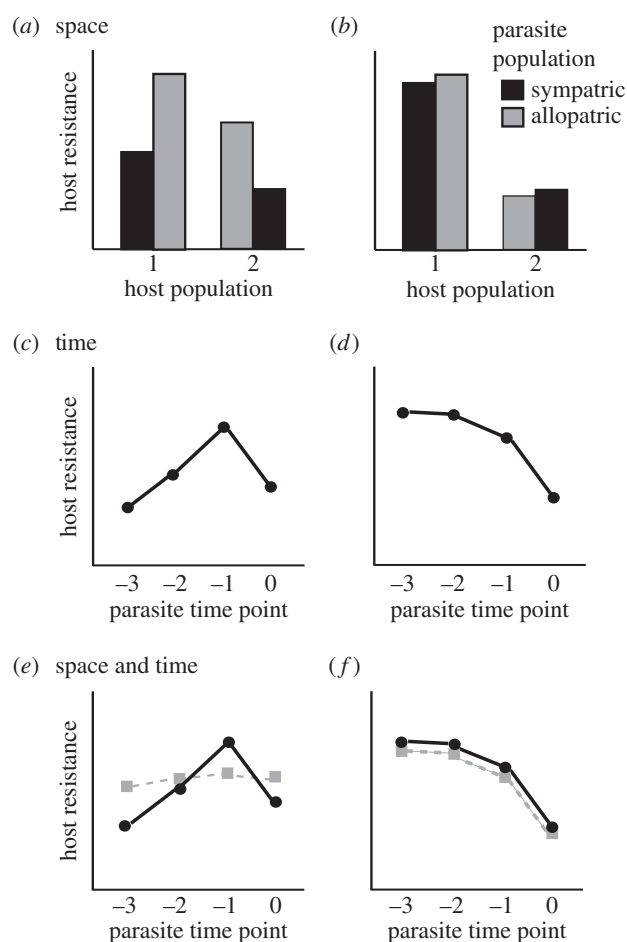 (a) space
host resistance
1 2
host population
(b)
parasite
population
sympatric
allopatric
1 2
host population
(c) time
host resistance
–3 –2 –1 0
parasite time point
(d)
–3 –2 –1 0
parasite time point
(e) space and time
host resistance
–3 –2 –1 0
parasite time point
(f)
–3 –2 –1 0
parasite time point